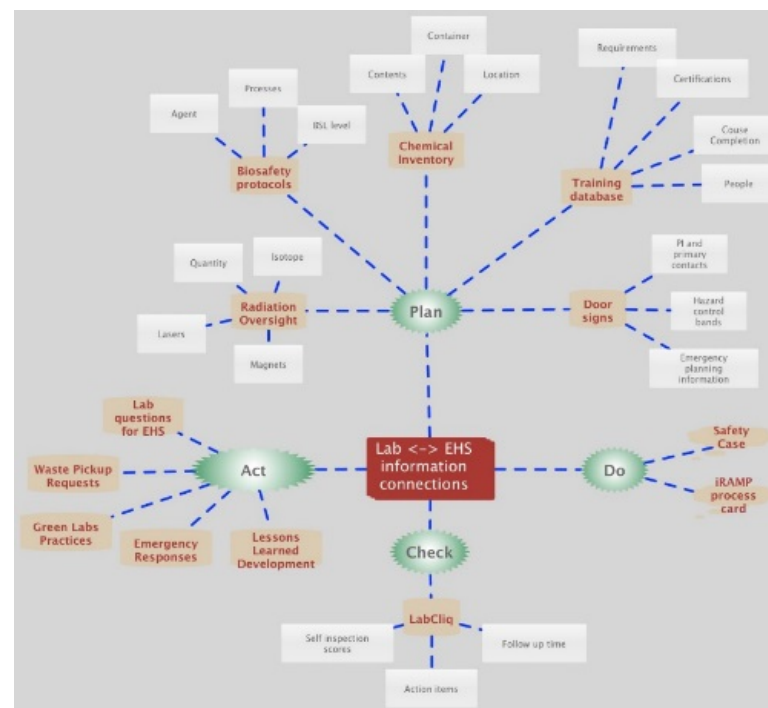 Container
Contents
Location
Chemical
Inventory
Requirements
Certifications
Couse
Completion
People
Training
database
Processes
Agent
BSL level
Biosafety
protocols
Quantity
Isotope
Lasers
Magnets
Radiation
Oversight
Plan
Door
signs
PI and
primary
contacts
Hazard
control
bands
Emergency
planning
information
Lab <-> EHS
information
connections
Act
Lab
questions
for EHS
Waste Pickup
Requests
Green Labs
Practices
Emergency
Responses
Lessons
Learned
Development
Do
Safety
Case
iRAMP
process
card
Check
LabCliq
Self inspection
scores
Action items
Follow up time